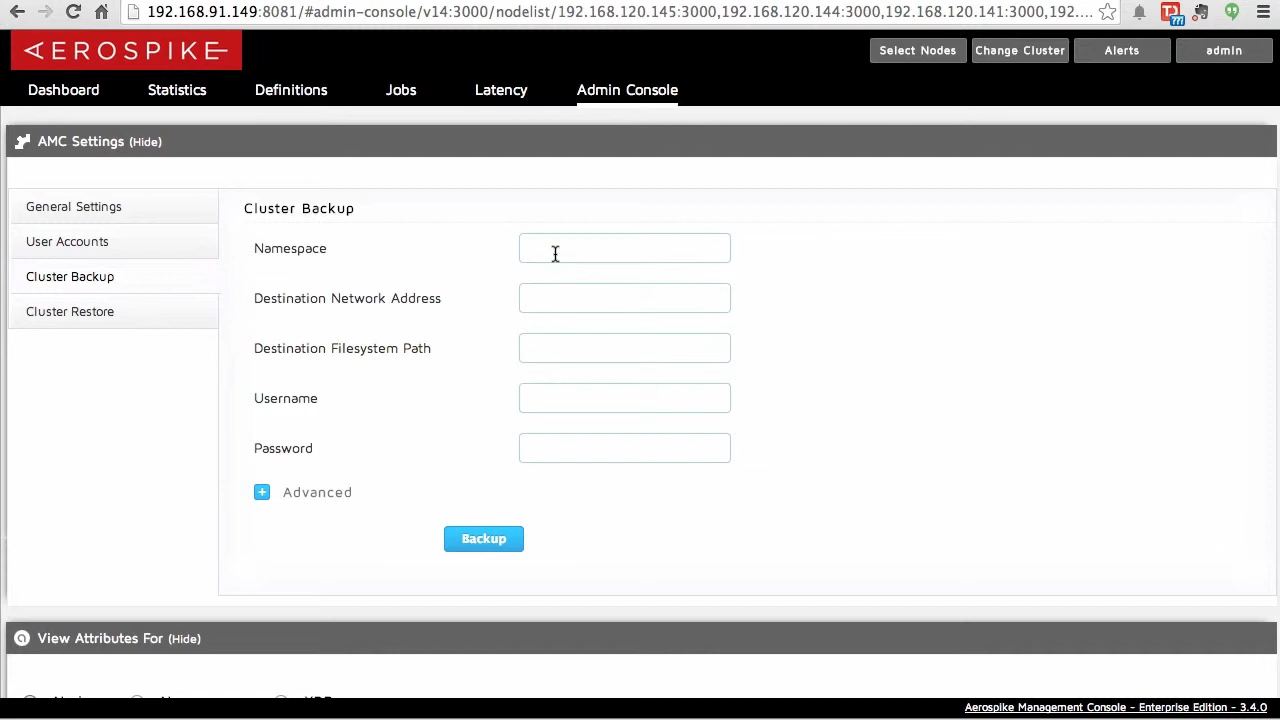 192.168.91.149:8081/#admin-console/v14:3000/nodelist/192.168.120.145:3000,192.168.120.144:3000,192.168.120.141:3000,192....
AEROSPIKE
Select Nodes Change Cluster Alerts admin
Dashboard Statistics Definitions Jobs Latency Admin Console
AMC Settings (Hide)
General Settings
User Accounts
Cluster Backup
Cluster Restore
Cluster Backup
Namespace
Destination Network Address
Destination Filesystem Path
Username
Password
+ Advanced
Backup
View Attributes For (Hide)
Aerospike Management Console - Enterprise Edition - 3.4.0